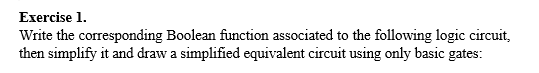 Exercise 1.
Write the corresponding Boolean function associated to the following logic circuit,
then simplify it and draw a simplified equivalent circuit using only basic gates: